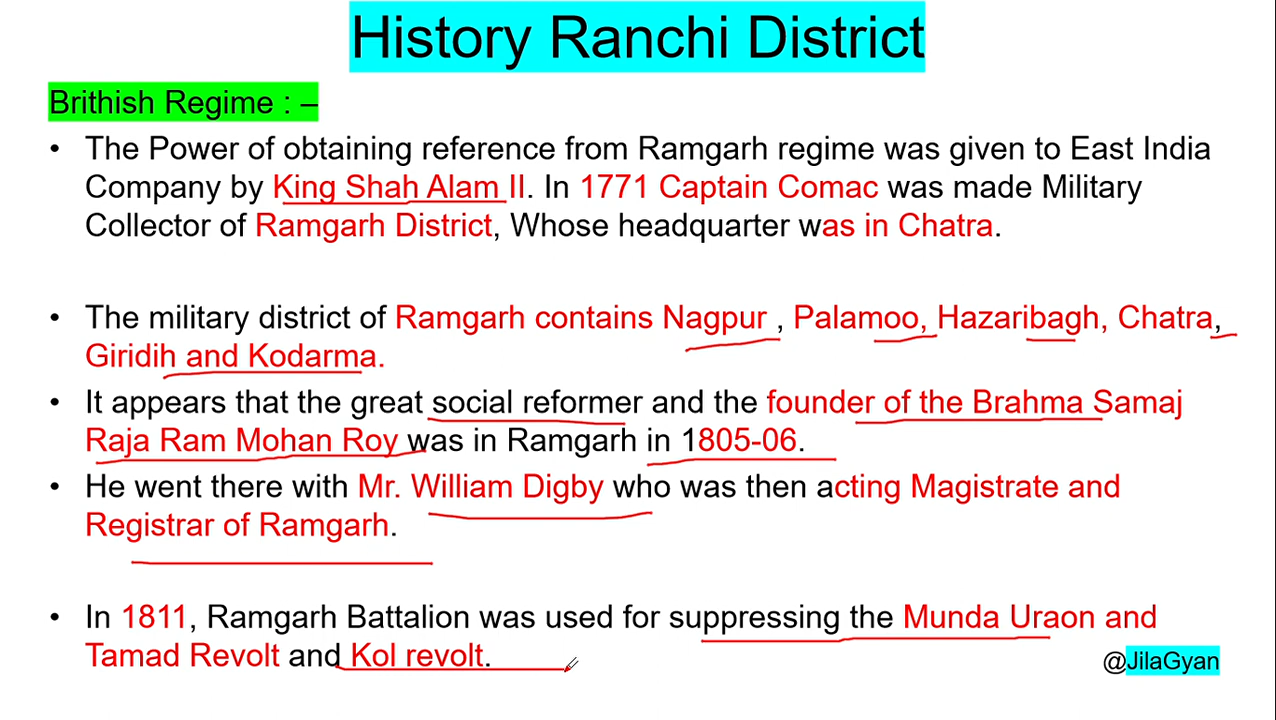 History Ranchi District
Brithish Regime : –
• The Power of obtaining reference from Ramgarh regime was given to East India
Company by King Shah Alam II. In 1771 Captain Comac was made Military
Collector of Ramgarh District, Whose headquarter was in Chatra.
• The military district of Ramgarh contains Nagpur , Palamoo, Hazaribagh, Chatra,
Giridih and Kodarma.
• It appears that the great social reformer and the founder of the Brahma Samaj
Raja Ram Mohan Roy was in Ramgarh in 1805-06.
• He went there with Mr. William Digby who was then acting Magistrate and
Registrar of Ramgarh.
• In 1811, Ramgarh Battalion was used for suppressing the Munda Uraon and
Tamad Revolt and Kol revolt.
@JilaGyan